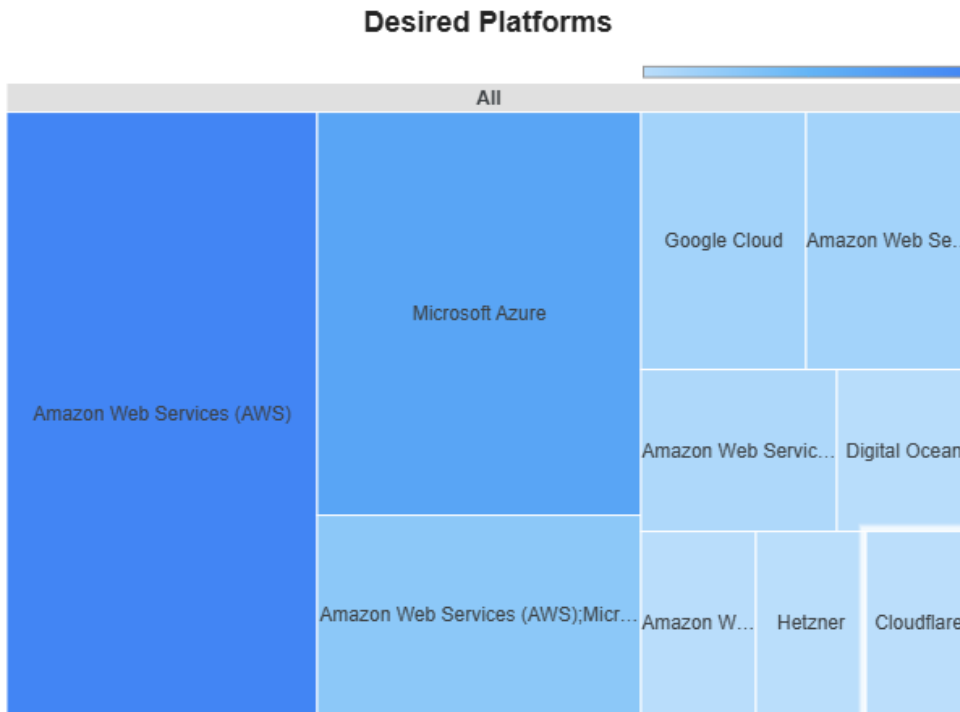 Desired Platforms
All
Amazon Web Services (AWS)
Microsoft Azure
Amazon Web Services (AWS);Micr...
Google Cloud
Amazon Web Se..
Amazon Web Servic...
Digital Ocean
Amazon W...
Hetzner
Cloudflare